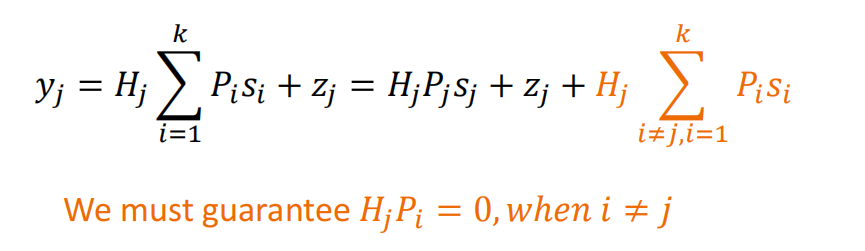 y_j = H_j \sum_{i=1}^{k} P_i s_i + z_j = H_j P_j s_j + z_j + H_j \sum_{i≠j,i=1}^{k} P_i s_i
We must guarantee H_j P_i = 0, when i ≠ j